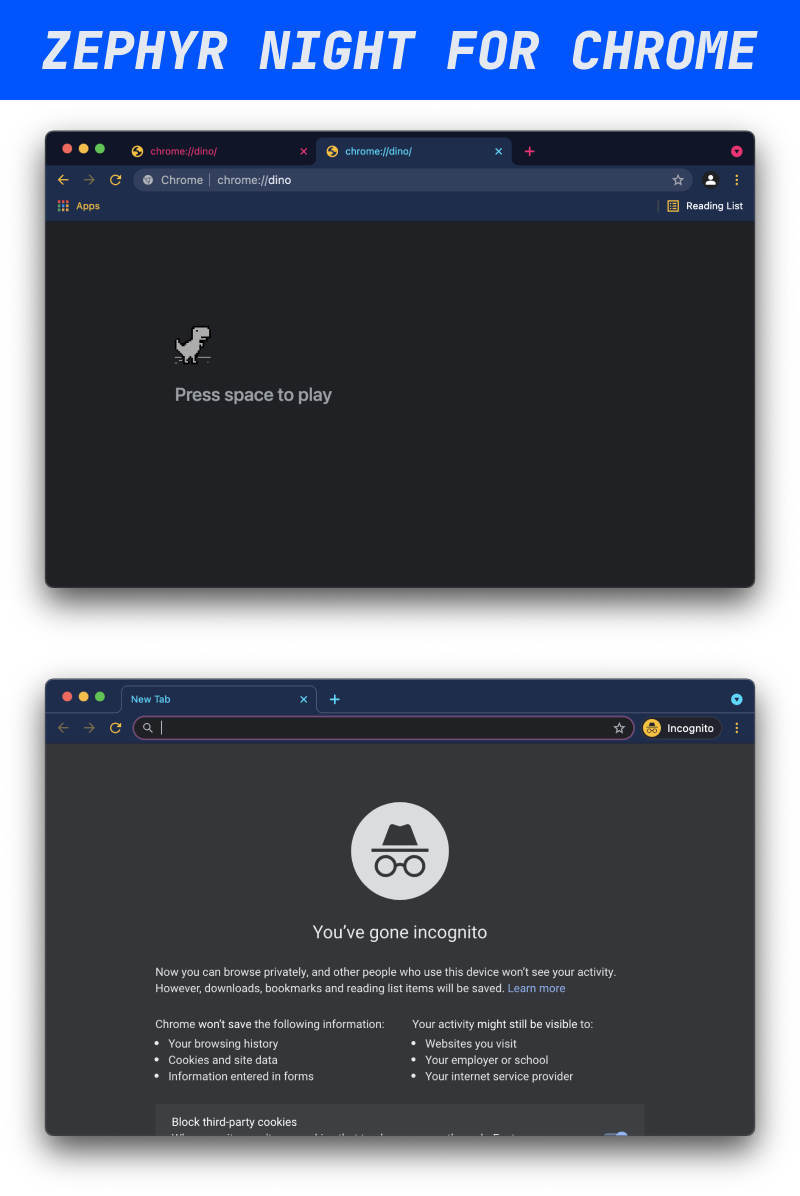 ZEPHYR NIGHT FOR CHROME
chrome://dino/
chrome://dino/
Chrome | chrome://dino
Apps
Reading List
Press space to play
New Tab
Incognito
You've gone incognito
Now you can browse privately, and other people who use this device won't see your activity.
However, downloads, bookmarks and reading list items will be saved. Learn more
Chrome won't save the following information:
• Your browsing history
• Cookies and site data
• Information entered in forms
Your activity might still be visible to:
• Websites you visit
• Your employer or school
• Your internet service provider
Block third-party cookies